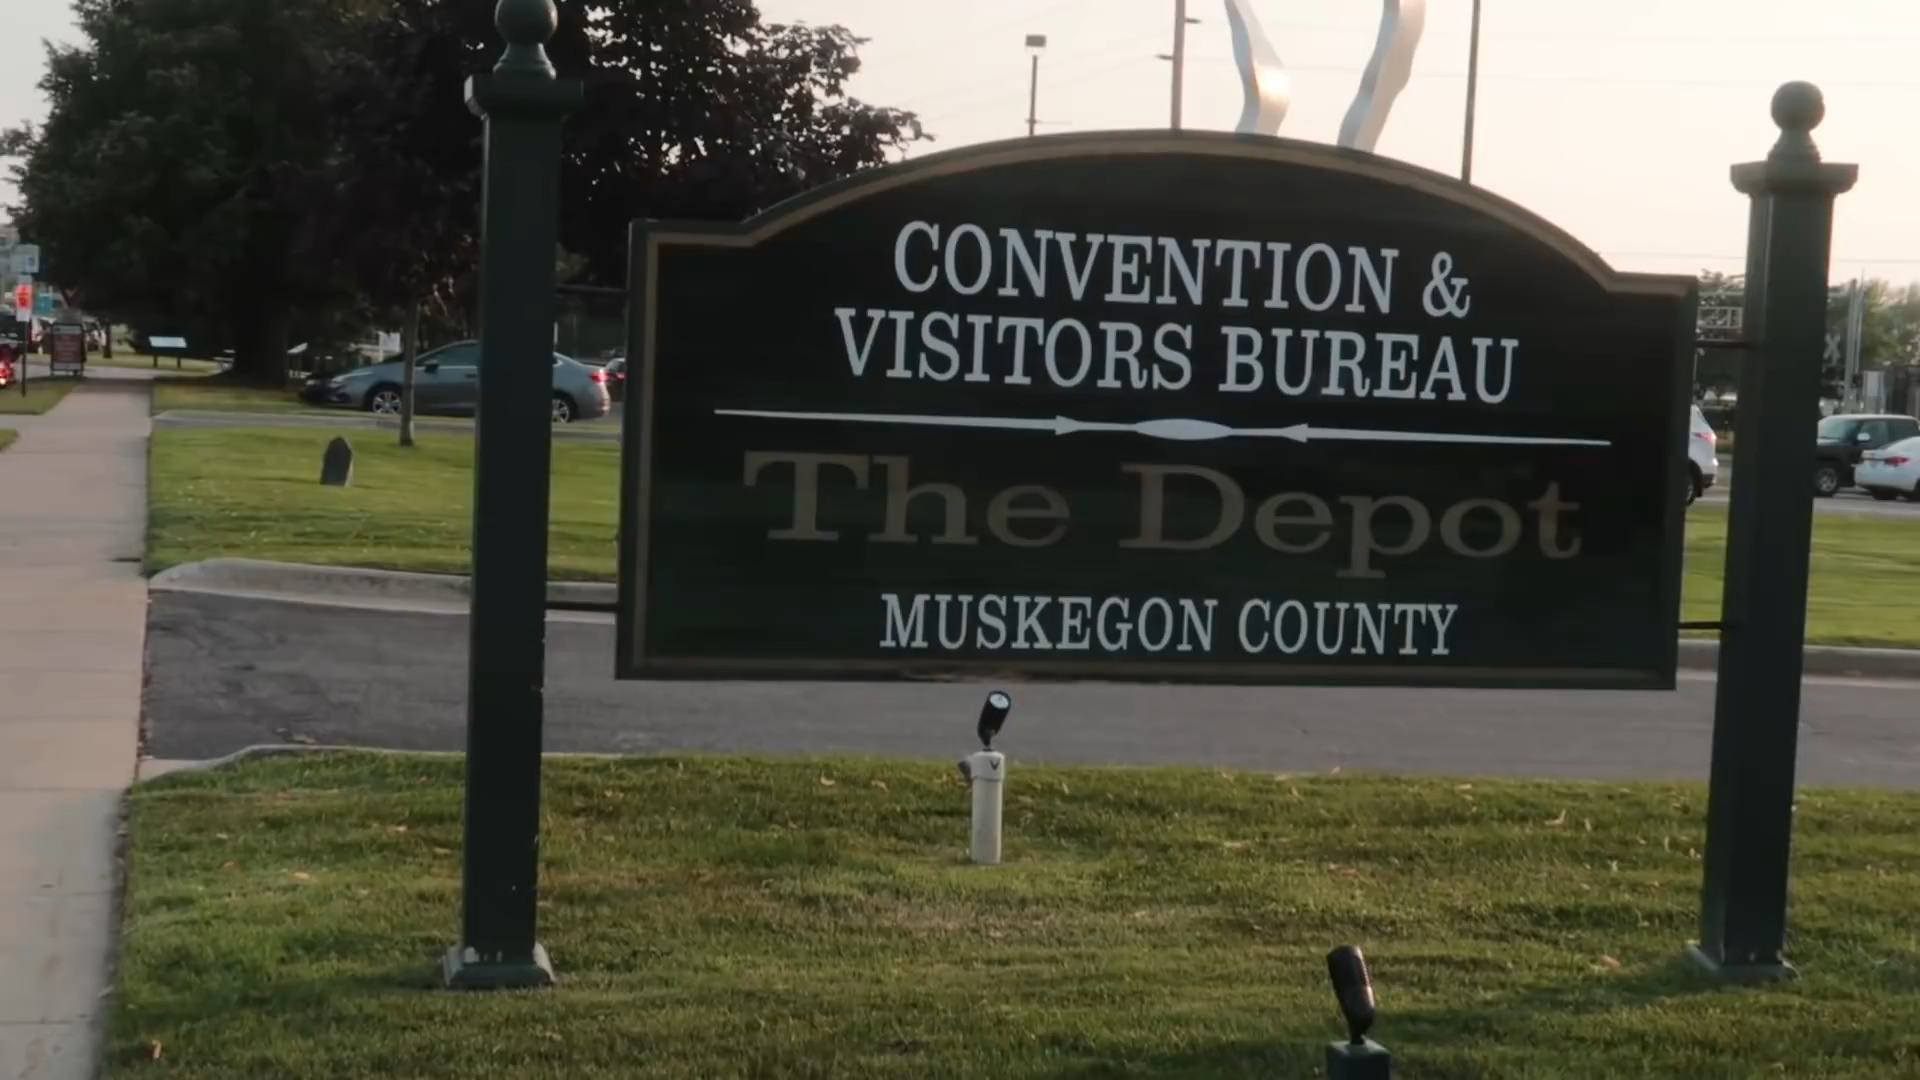 CONVENTION &
VISITORS BUREAU
The Depot
MUSKEGON COUNTY